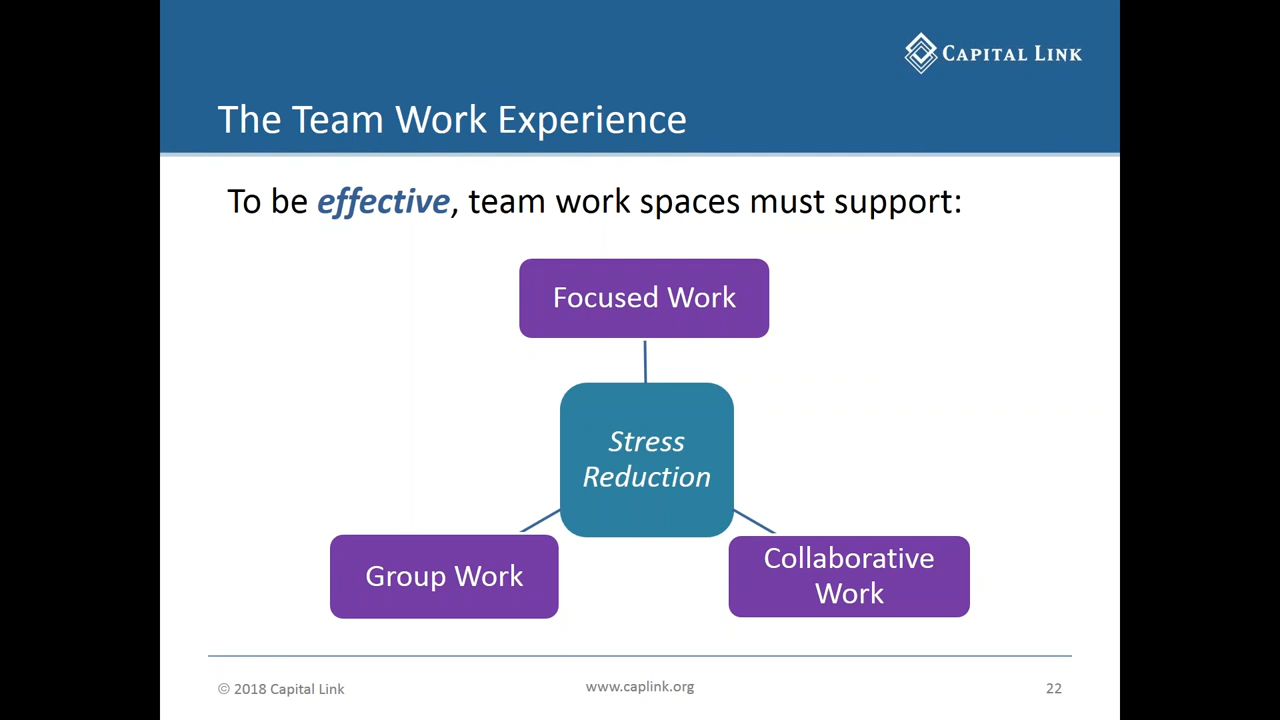 CAPITAL LINK
The Team Work Experience
To be effective, team work spaces must support:
Focused Work
Stress
Reduction
Group Work
Collaborative
Work
© 2018 Capital Link
www.caplink.org
22